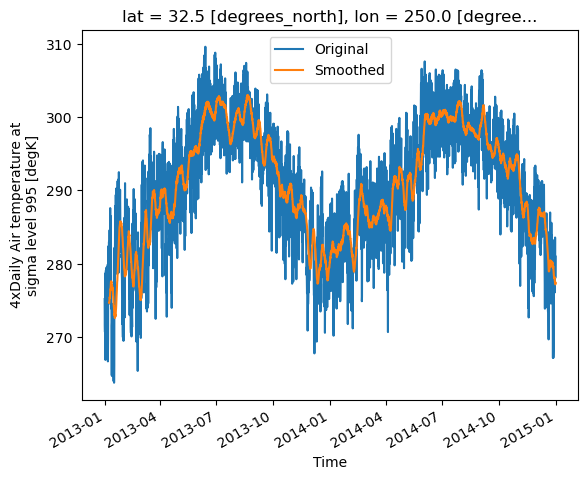 lat = 32.5 [degrees_north], lon = 250.0 [degree...
Original
Smoothed
4xDaily Air temperature at
sigma level 995 [degK]
310
300
290
280
270
2013-01
2013-04
2013-07
2013-10
2014-01
2014-04
2014-07
2014-10
2015-01
Time